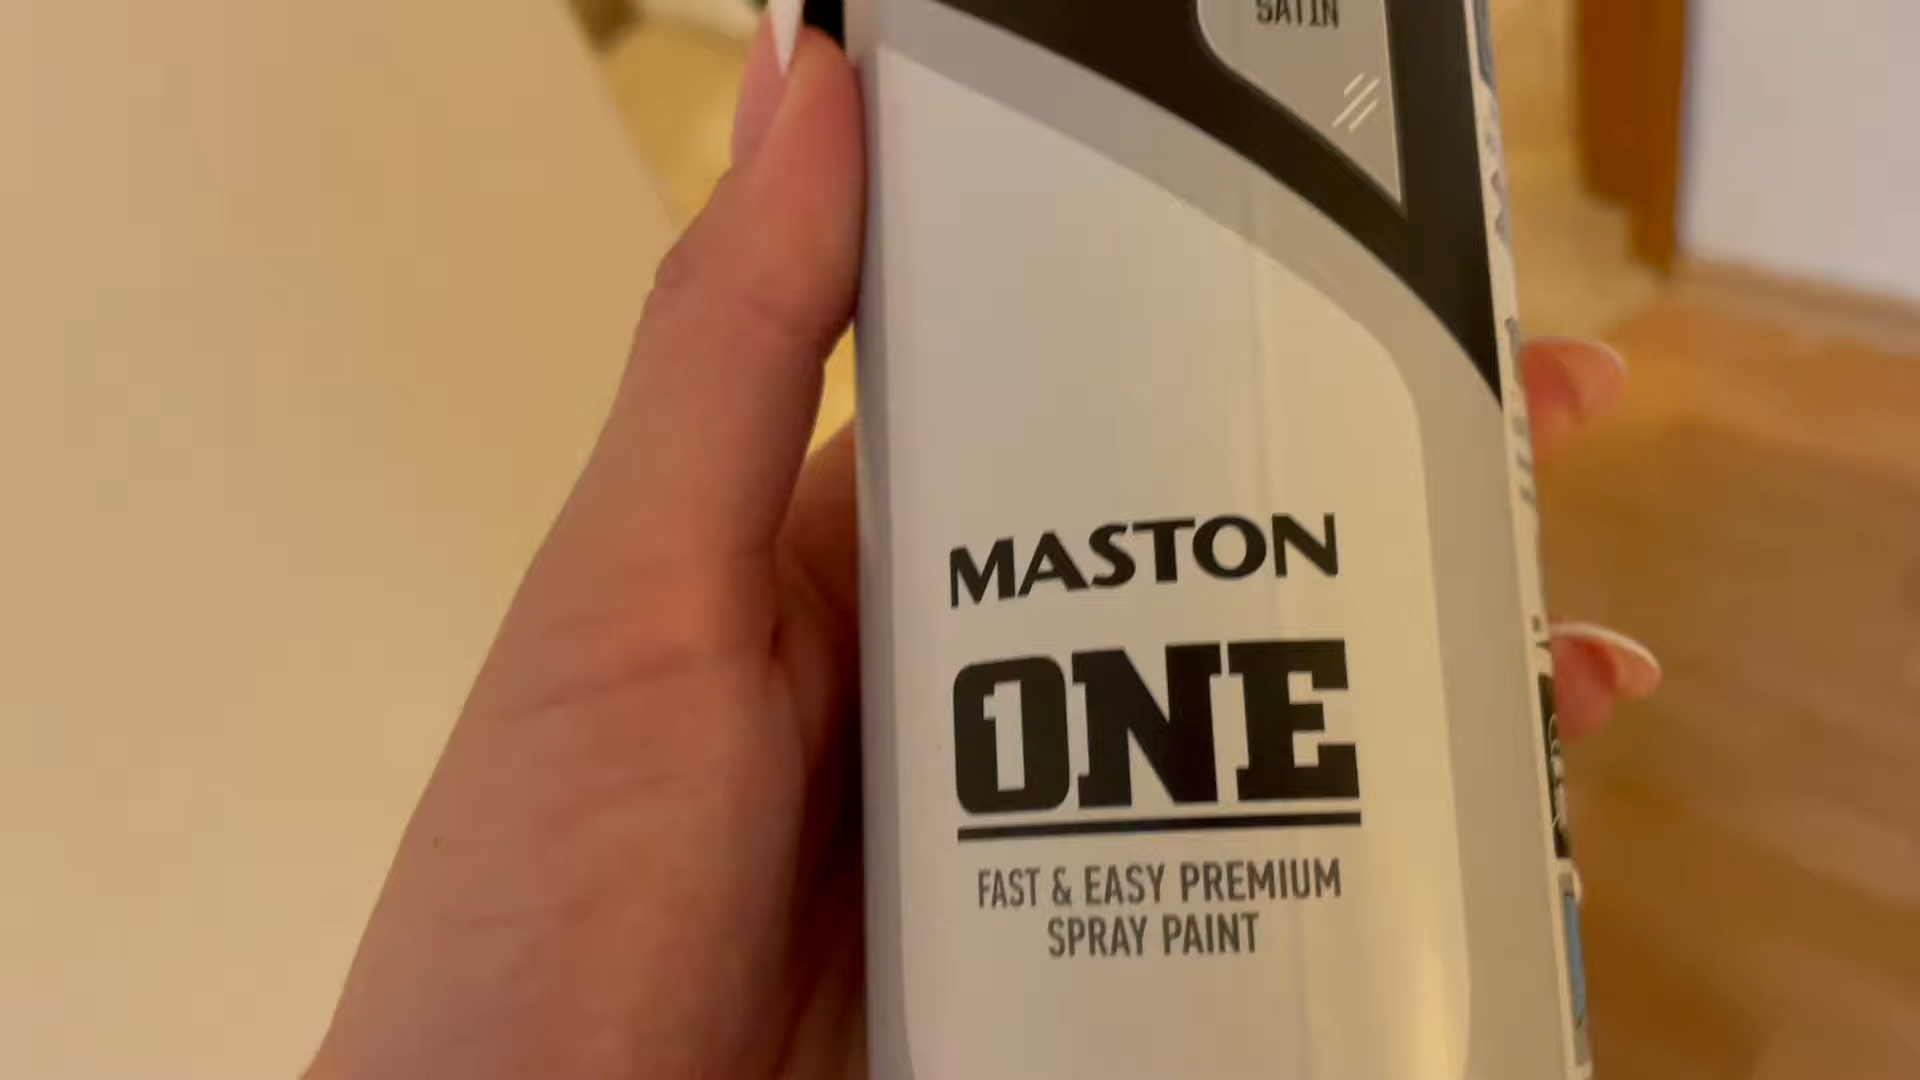 SATIN
MASTON
ONE
FAST & EASY PREMIUM
SPRAY PAINT